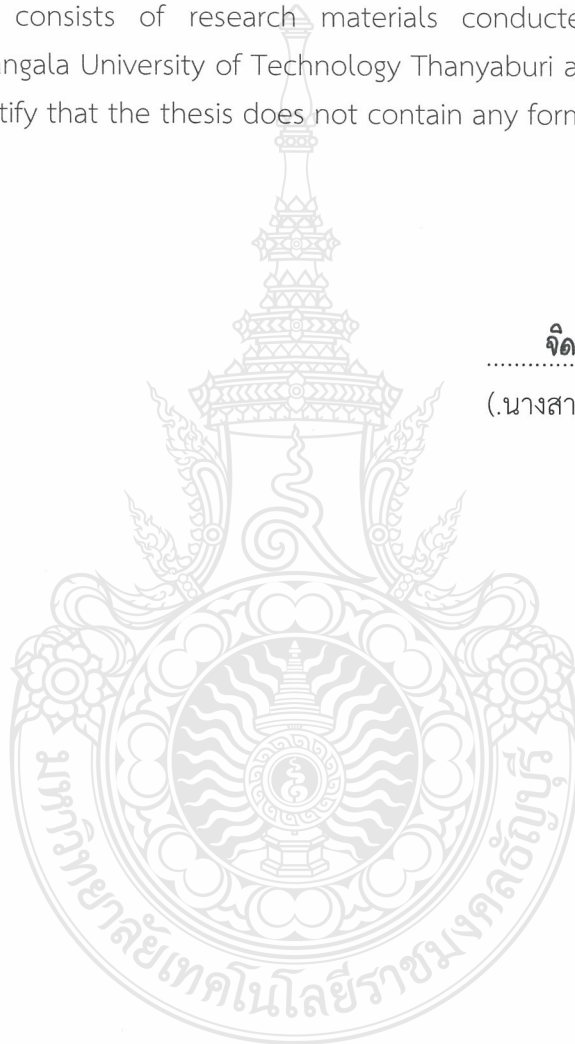 consists of research materials conducte
angala University of Technology Thanyaburi a
tify that the thesis does not contain any form
จิต
(.นางสา
มหาวิทยาลัยเทคโนโลยีราชมงคลธัญบุรี